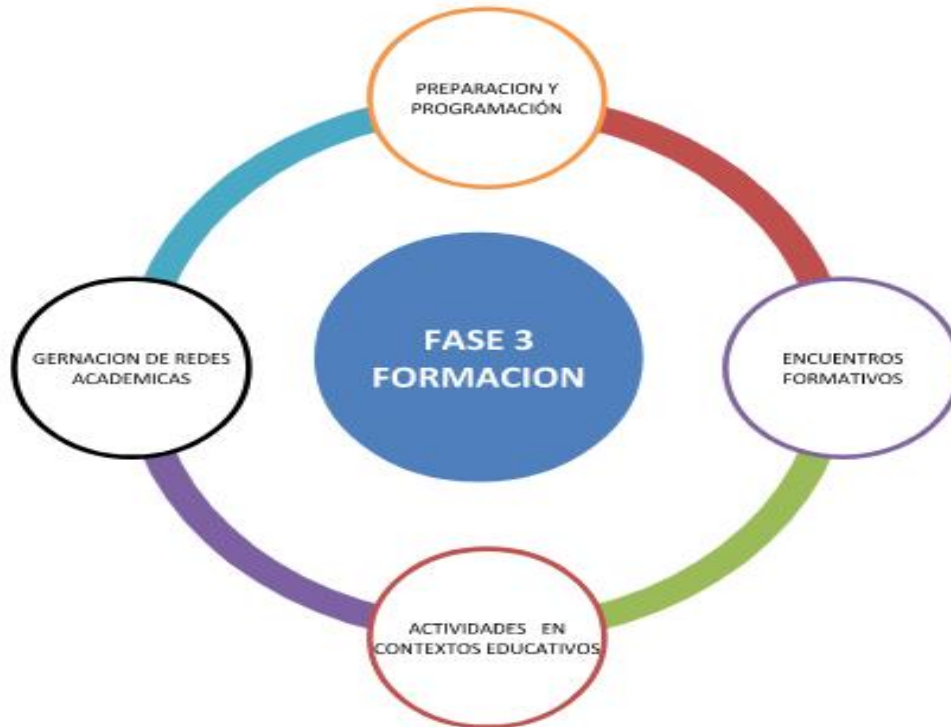 PREPARACION Y
PROGRAMACIÓN
FASE 3
FORMACION
GERNACION DE REDES
ACADEMICAS
ENCUENTROS
FORMATIVOS
ACTIVIDADES EN
CONTEXTOS EDUCATIVOS